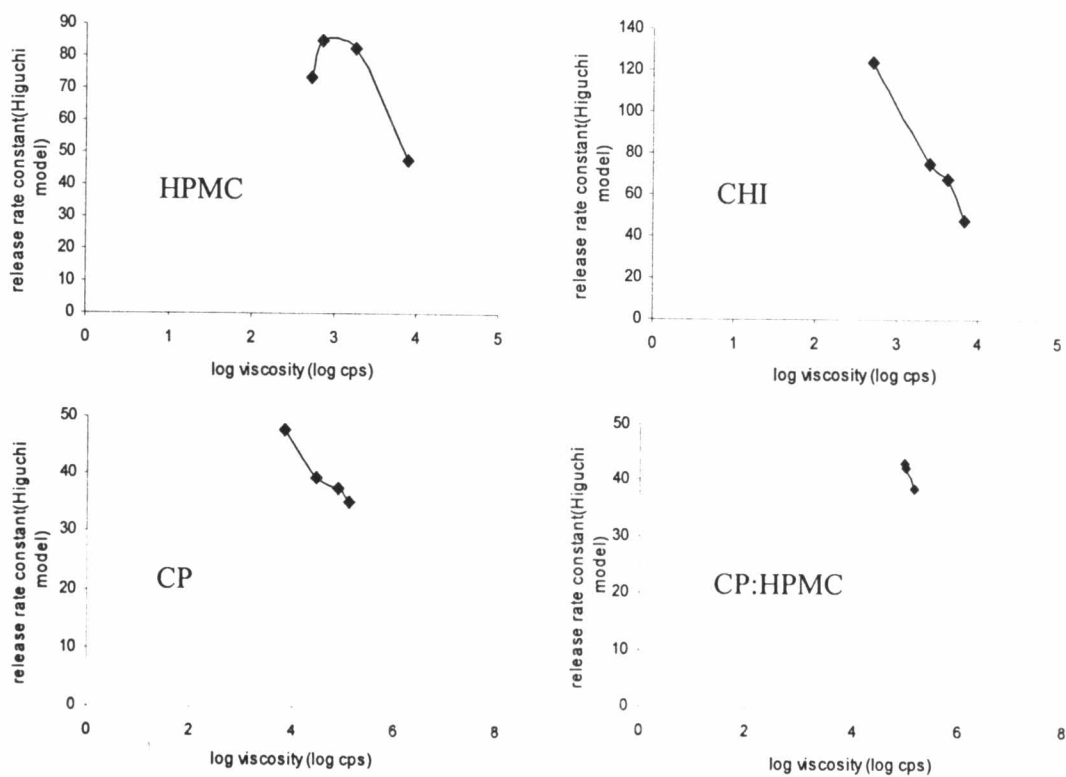 release rate constant(Higuchi
model)
90
80
70
60
50
40
30
20
10
0
HPMC
0 1 2 3 4 5
log viscosity (log cps)
release rate constant(Higuchi
model)
140
120
100
80
60
40
20
0
CHI
0 1 2 3 4 5
log viscosity (log cps)
release rate constant(Higuchi
model)
50
40
30
20
10
0
CP
0 2 4 6 8
log viscosity (log cps)
release rate constant(Higuchi
model)
50
40
30
20
10
0
CP:HPMC
0 2 4 6 8
log viscosity (log cps)